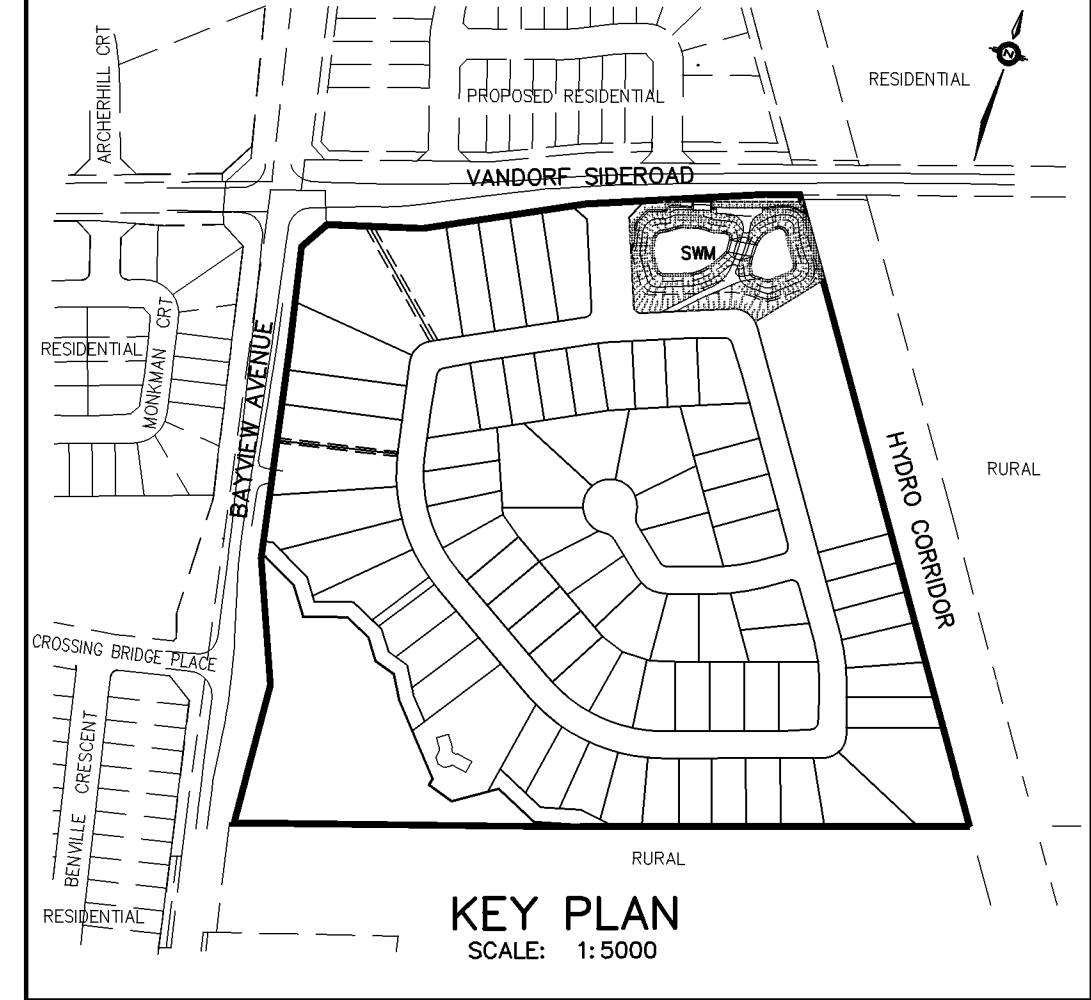 ARCHERHILL CRT
PROPOSED RESIDENTIAL
N
RESIDENTIAL
VANDORF SIDEROAD
SWM
RESIDENTIAL
MONKMAN CRT
BAYVIEW AVENUE
HYDRO CORRIDOR
RURAL
CROSSING BRIDGE PLACE
BENVILLE CRESCENT
RESIDENTIAL
RURAL
KEY PLAN
SCALE: 1:5000